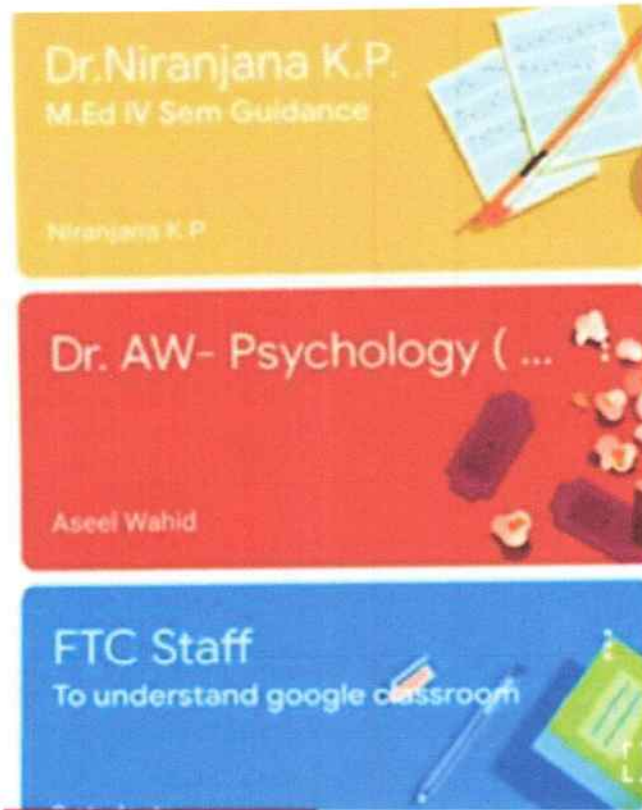 Dr.Niranjana K.P.
M.Ed IV Sem Guidance
Niranjana K P
Dr. AW- Psychology ( ...
Aseel Wahid
FTC Staff
To understand google classroom